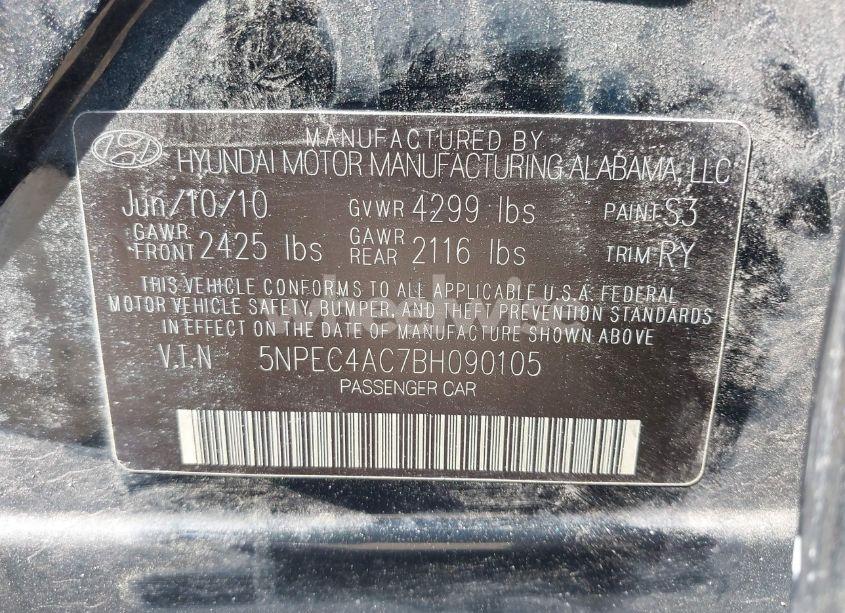 MANUFACTURED BY
HYUNDAI MOTOR MANUFACTURING ALABAMA, LLC
Jun/10/10 GVWR 4299 lbs PAINT S3
GAWR FRONT 2425 lbs GAWR REAR 2116 lbs TRIM RY
THIS VEHICLE CONFORMS TO ALL APPLICABLE U.S.A. FEDERAL
MOTOR VEHICLE SAFETY, BUMPER, AND THEFT PREVENTION STANDARDS
IN EFFECT ON THE DATE OF MANUFACTURE SHOWN ABOVE
V.I.N 5NPEC4AC7BH090105
PASSENGER CAR